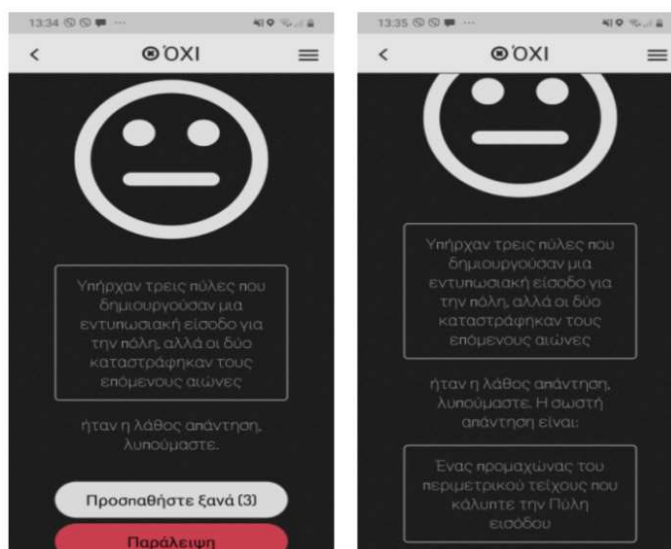 13:34
ΌΧΙ
Υπήρχαν τρεις πύλες που
δημιουργούσαν μια
εντυπωσιακή είσοδο για
την πόλη, αλλά οι δύο
καταστράφηκαν τους
επόμενους αιώνες
ήταν η λάθος απάντηση,
λυπούμαστε.
Προσπαθήστε ξανά (3)
Παράλειψη
13:35
ΌΧΙ
Υπήρχαν τρεις πύλες που
δημιουργούσαν μια
εντυπωσιακή είσοδο για
την πόλη, αλλά οι δύο
καταστράφηκαν τους
επόμενους αιώνες
ήταν η λάθος απάντηση,
λυπούμαστε. Η σωστή
απάντηση είναι:
Ένας προμαχώνας του
περιμετρικού τείχους που
κάλυπτε την Πύλη
εισόδου